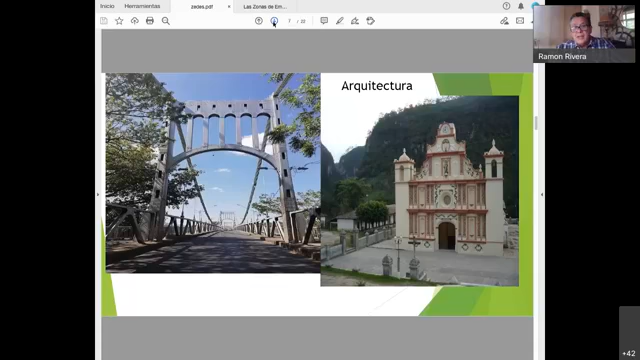 Inicio Herramientas zedes.pdf × Las Zonas de Em...
7 / 20
Arquitectura
Ramon Rivera
+42